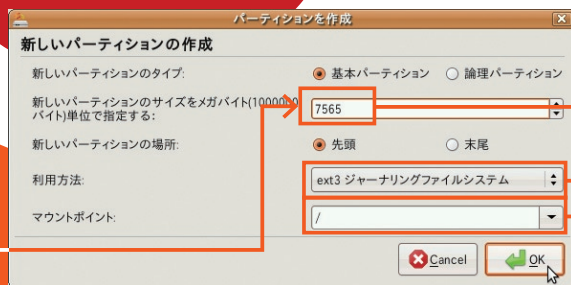 パーティションを作成
新しいパーティションの作成
新しいパーティションのタイプ:
基本パーティション 論理パーティション
新しいパーティションのサイズをメガバイト(1000000
バイト)単位で指定する:
7565
新しいパーティションの場所:
先頭 末尾
利用方法:
ext3 ジャーナリングファイルシステム
マウントポイント:
/
Cancel OK